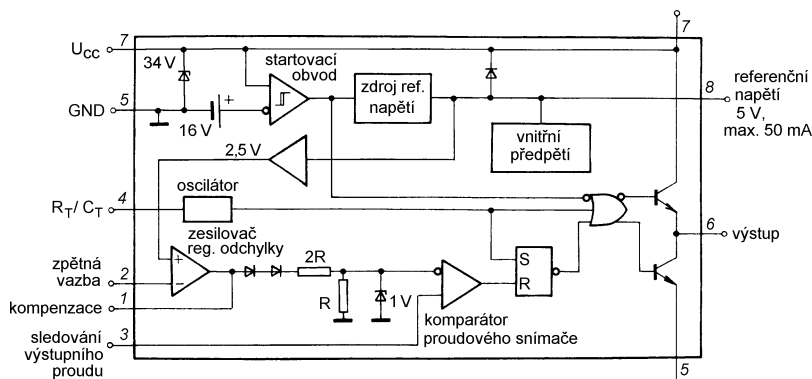 7
U_CC
7
34 V
startovací
obvod
zdroj ref.
napětí
8
referenční
napětí
5 V,
max. 50 mA
GND
5
16 V
+
vnitřní
předpětí
2,5 V
R_T/ C_T
4
oscilátor
zesilovač
reg. odchylky
6
výstup
zpětná
vazba
2
+
−
2R
S
R
kompenzace
1
R
1 V
komparátor
proudového snímače
sledování
výstupního
proudu
3
5